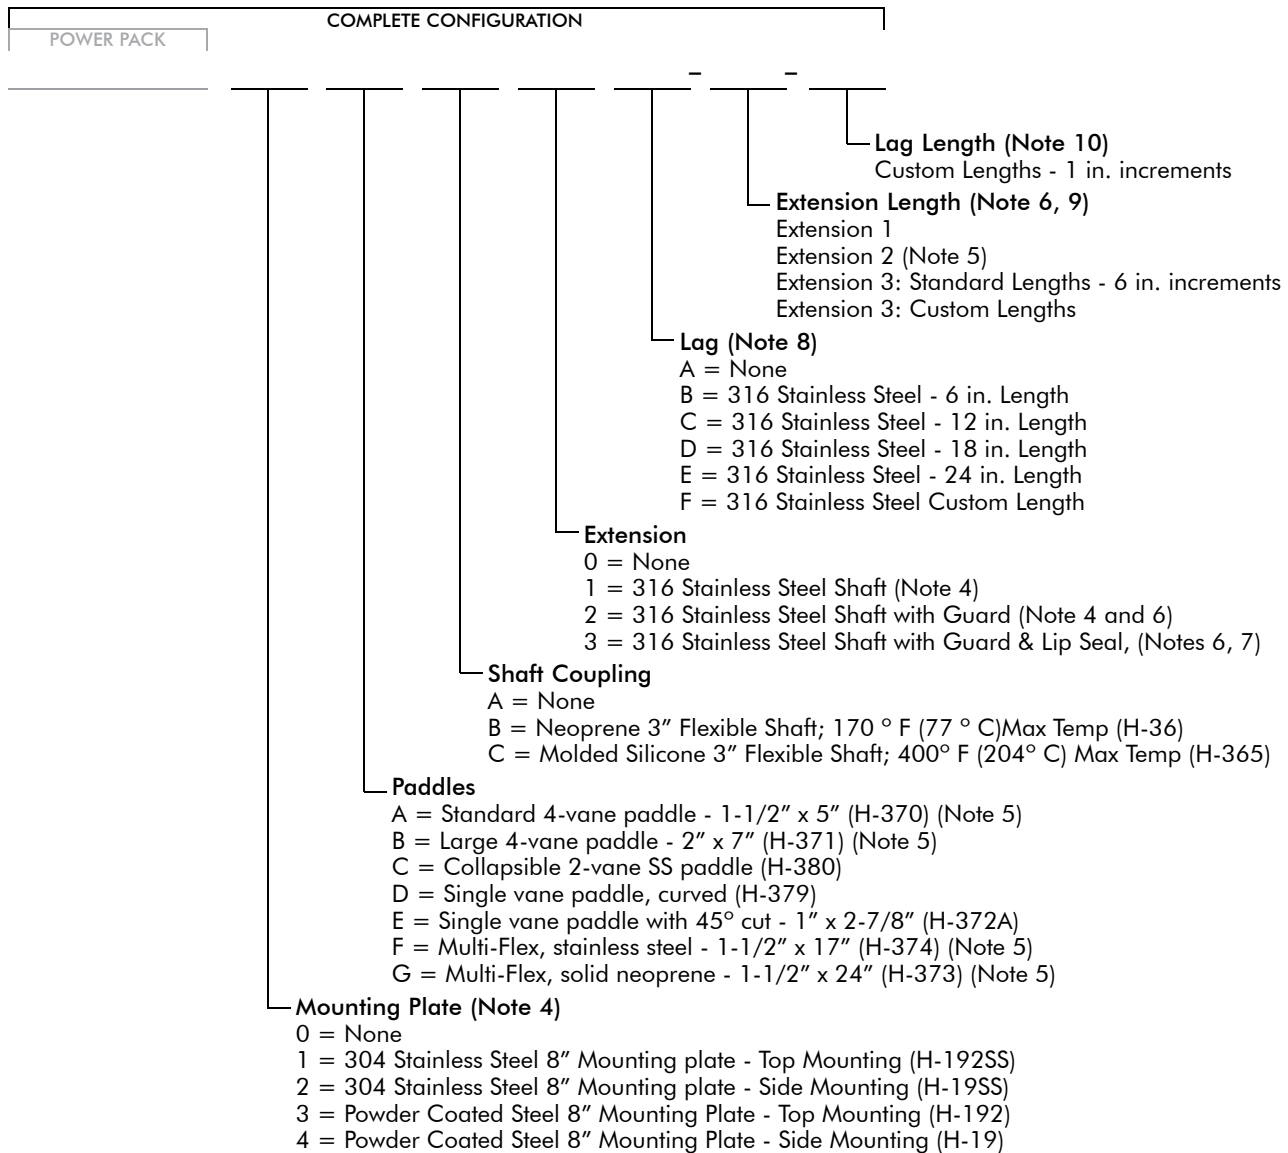 COMPLETE CONFIGURATION
POWER PACK
– –
Lag Length (Note 10)
Custom Lengths - 1 in. increments
Extension Length (Note 6, 9)
Extension 1
Extension 2 (Note 5)
Extension 3: Standard Lengths - 6 in. increments
Extension 3: Custom Lengths
Lag (Note 8)
A = None
B = 316 Stainless Steel - 6 in. Length
C = 316 Stainless Steel - 12 in. Length
D = 316 Stainless Steel - 18 in. Length
E = 316 Stainless Steel - 24 in. Length
F = 316 Stainless Steel Custom Length
Extension
0 = None
1 = 316 Stainless Steel Shaft (Note 4)
2 = 316 Stainless Steel Shaft with Guard (Note 4 and 6)
3 = 316 Stainless Steel Shaft with Guard & Lip Seal, (Notes 6, 7)
Shaft Coupling
A = None
B = Neoprene 3” Flexible Shaft; 170 º F (77 º C)Max Temp (H-36)
C = Molded Silicone 3” Flexible Shaft; 400º F (204º C) Max Temp (H-365)
Paddles
A = Standard 4-vane paddle - 1-1/2” x 5” (H-370) (Note 5)
B = Large 4-vane paddle - 2” x 7” (H-371) (Note 5)
C = Collapsible 2-vane SS paddle (H-380)
D = Single vane paddle, curved (H-379)
E = Single vane paddle with 45º cut - 1” x 2-7/8” (H-372A)
F = Multi-Flex, stainless steel - 1-1/2” x 17” (H-374) (Note 5)
G = Multi-Flex, solid neoprene - 1-1/2” x 24” (H-373) (Note 5)
Mounting Plate (Note 4)
0 = None
1 = 304 Stainless Steel 8” Mounting plate - Top Mounting (H-192SS)
2 = 304 Stainless Steel 8” Mounting plate - Side Mounting (H-19SS)
3 = Powder Coated Steel 8” Mounting Plate - Top Mounting (H-192)
4 = Powder Coated Steel 8” Mounting Plate - Side Mounting (H-19)